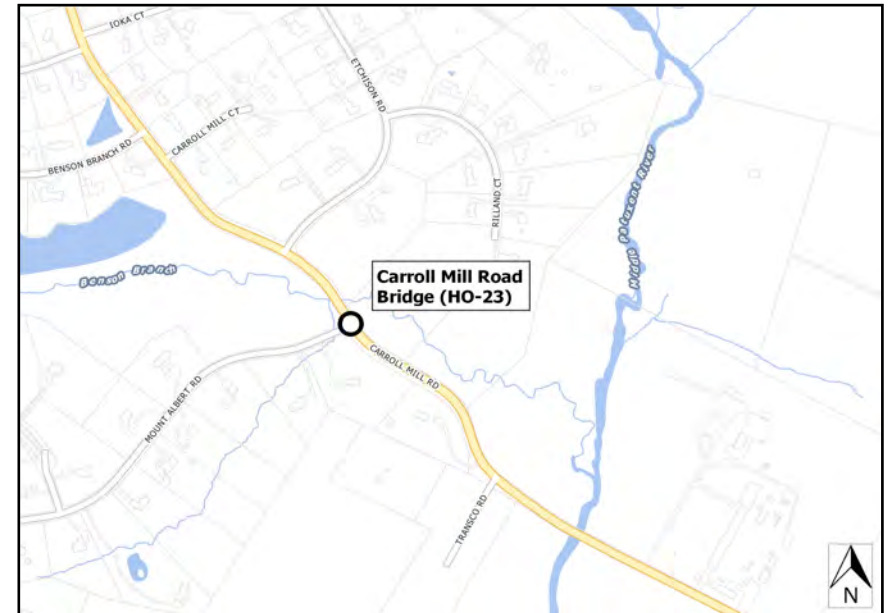 IOKA CT
ETCHISON RD
CARROLL MILL CT
BENSON BRANCH RD
RILLAND CT
Middle Patuxent River
Benson Branch
Carroll Mill Road
Bridge (HO-23)
CARROLL MILL RD
MOUNT ALBERT RD
TRANSCO RD
N